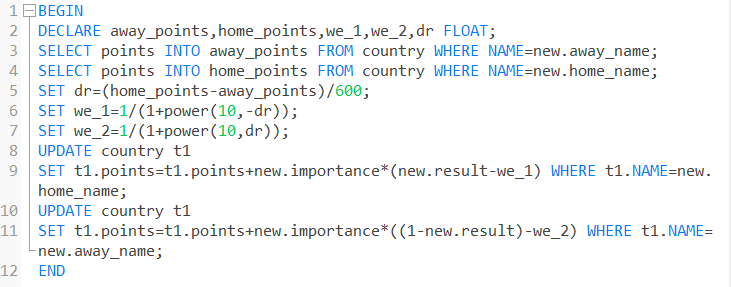 1 BEGIN
2 DECLARE away_points,home_points,we_1,we_2,dr FLOAT;
3 SELECT points INTO away_points FROM country WHERE NAME=new.away_name;
4 SELECT points INTO home_points FROM country WHERE NAME=new.home_name;
5 SET dr=(home_points-away_points)/600;
6 SET we_1=1/(1+power(10,-dr));
7 SET we_2=1/(1+power(10,dr));
8 UPDATE country t1
9 SET t1.points=t1.points+new.importance*(new.result-we_1) WHERE t1.NAME=new.
home_name;
10 UPDATE country t1
11 SET t1.points=t1.points+new.importance*((1-new.result)-we_2) WHERE t1.NAME=
new.away_name;
12 END